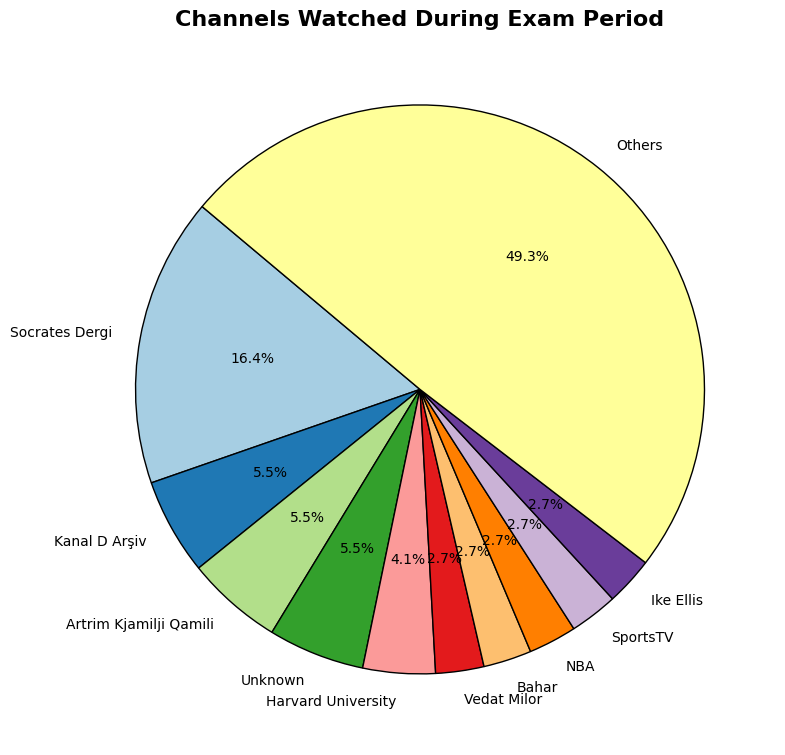 Channels Watched During Exam Period
Others
49.3%
Socrates Dergi
16.4%
Kanal D Arşiv
5.5%
Artrim Kjamilji Qamili
5.5%
Unknown
5.5%
Harvard University
4.1%
Vedat Milor
2.7%
Bahar
2.7%
NBA
2.7%
SportsTV
2.7%
Ike Ellis
2.7%